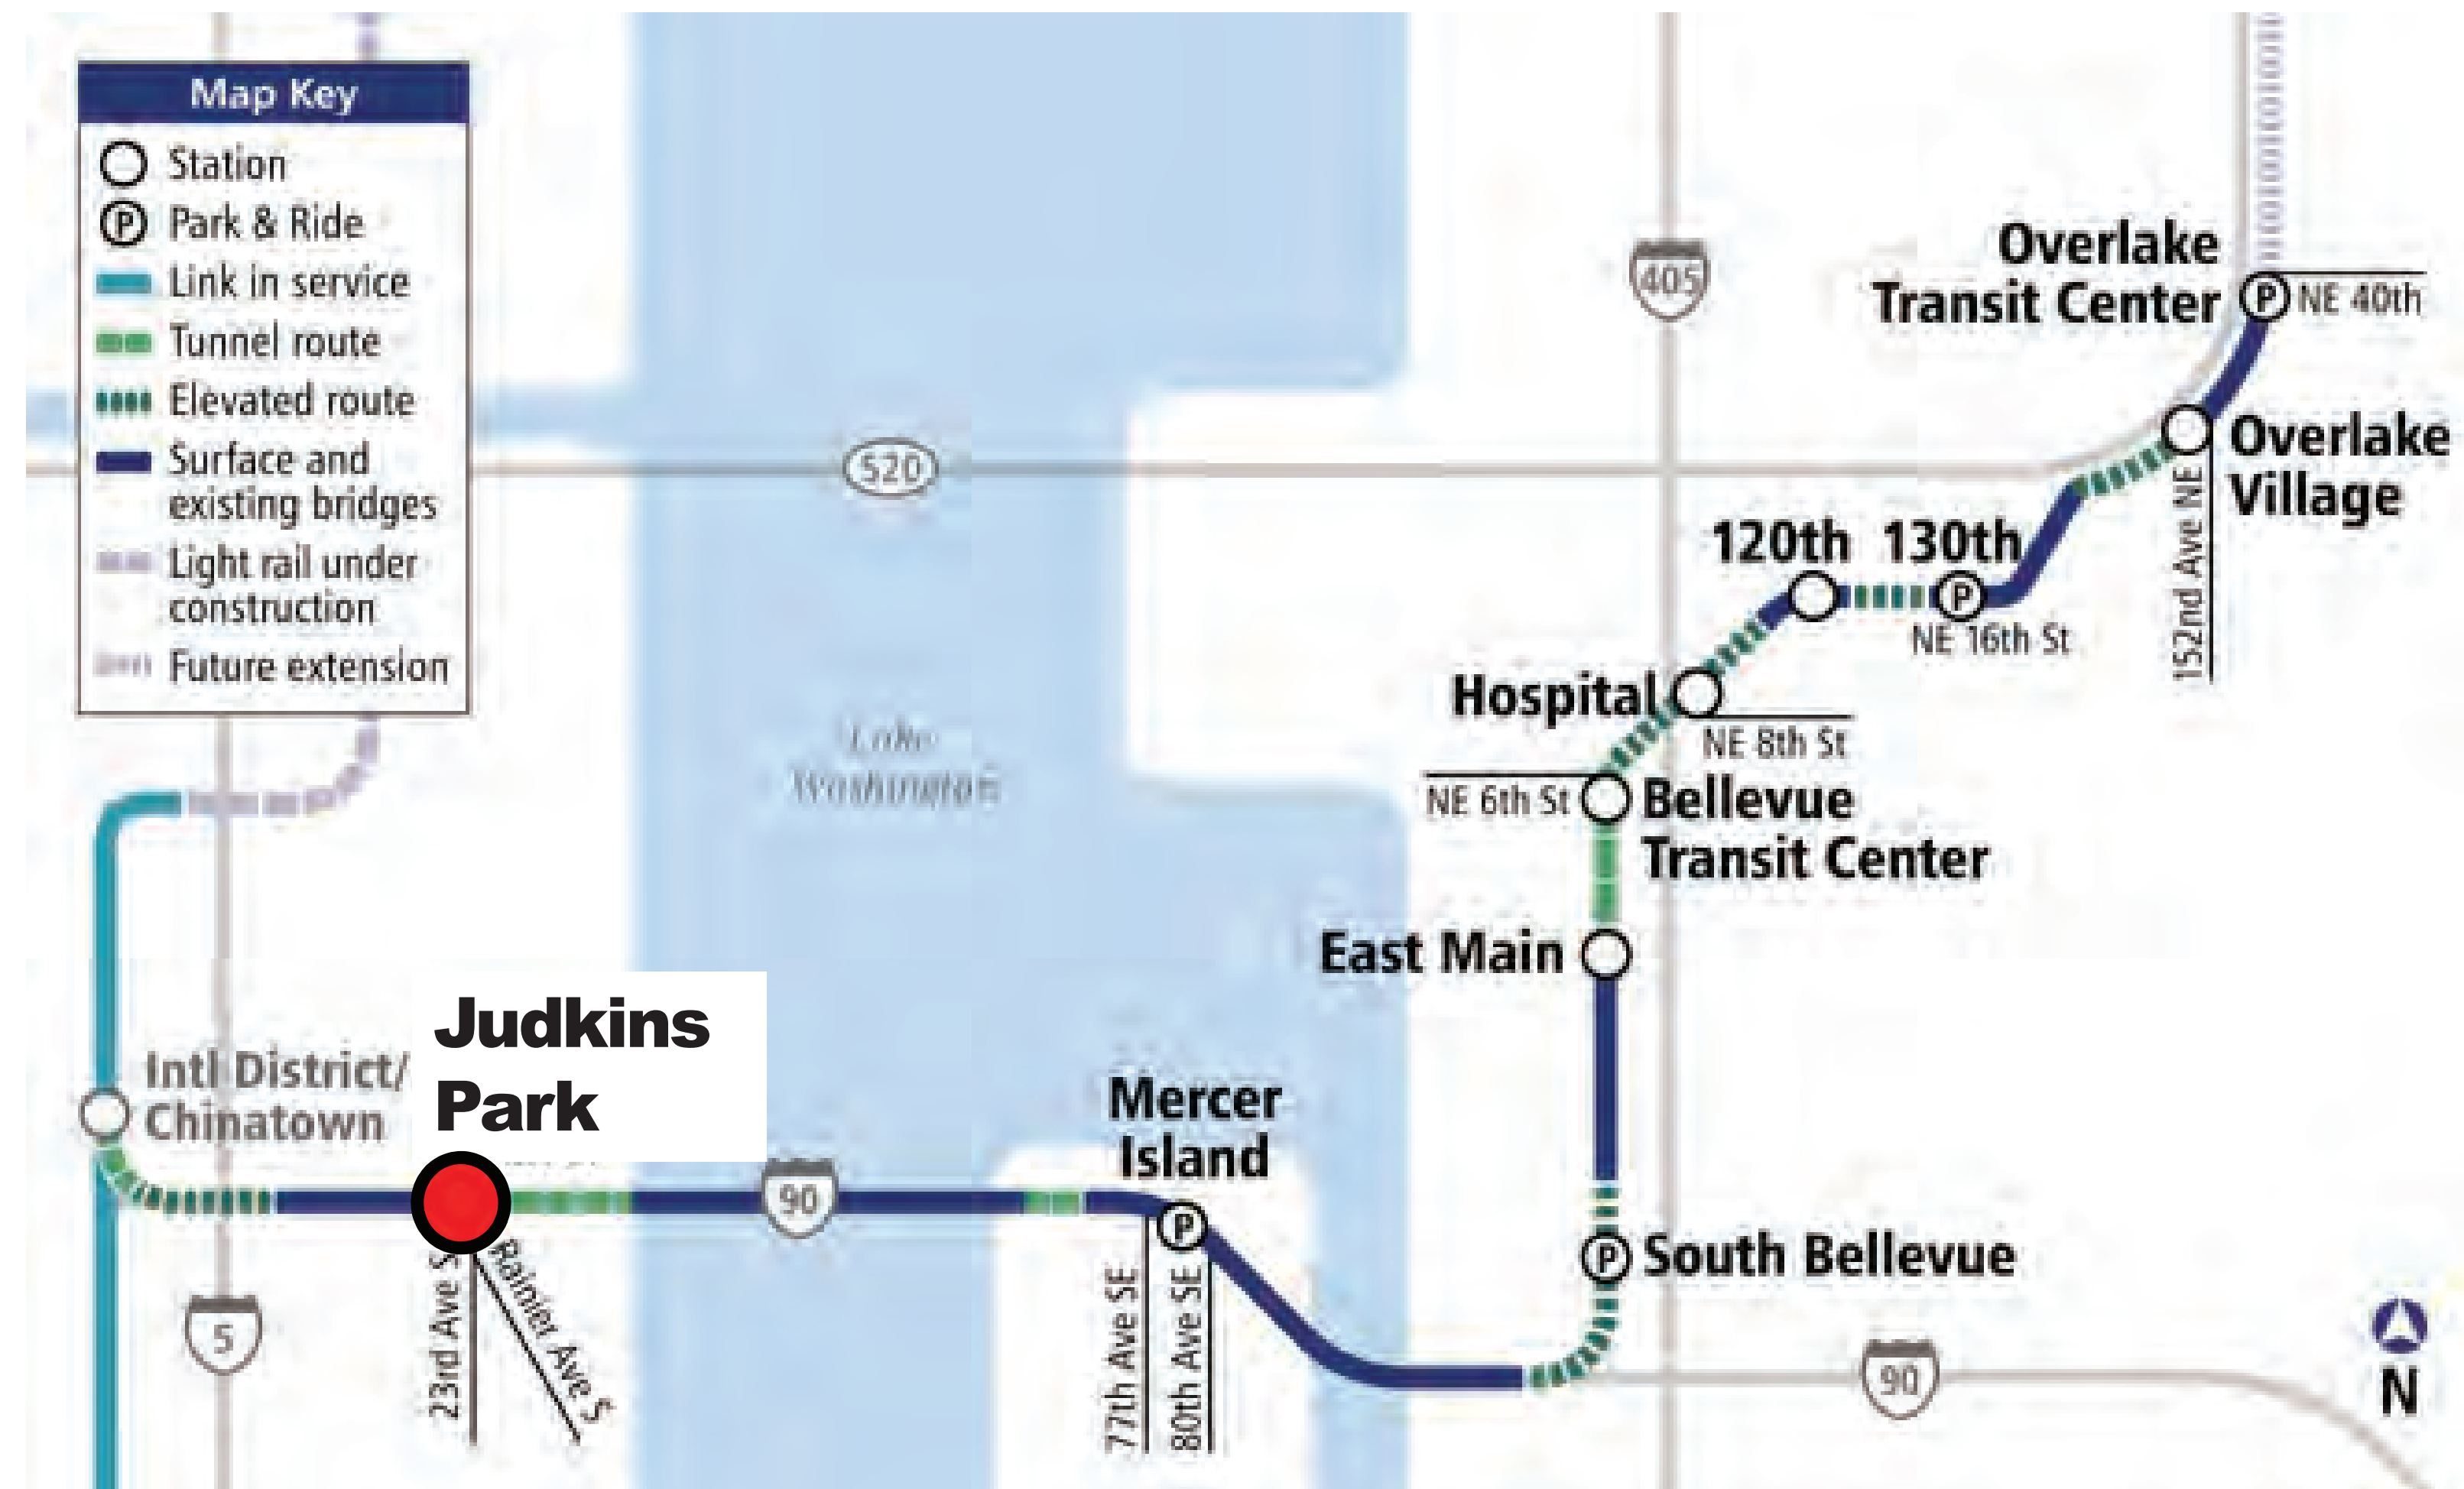 Map Key
Station
P Park & Ride
Link in service
Tunnel route
Elevated route
Surface and
existing bridges
Light rail under
construction
Future extension
520
405
Overlake
Transit Center
P
NE 40th
Overlake
Village
152nd Ave NE
120th
130th
P
NE 16th St
Hospital
NE 8th St
NE 6th St
Bellevue
Transit Center
Lake
Washington
East Main
Intl District/
Chinatown
Judkins
Park
Mercer
Island
90
P
P
South Bellevue
5
23rd Ave S
Rainier Ave S
77th Ave SE
80th Ave SE
90
N